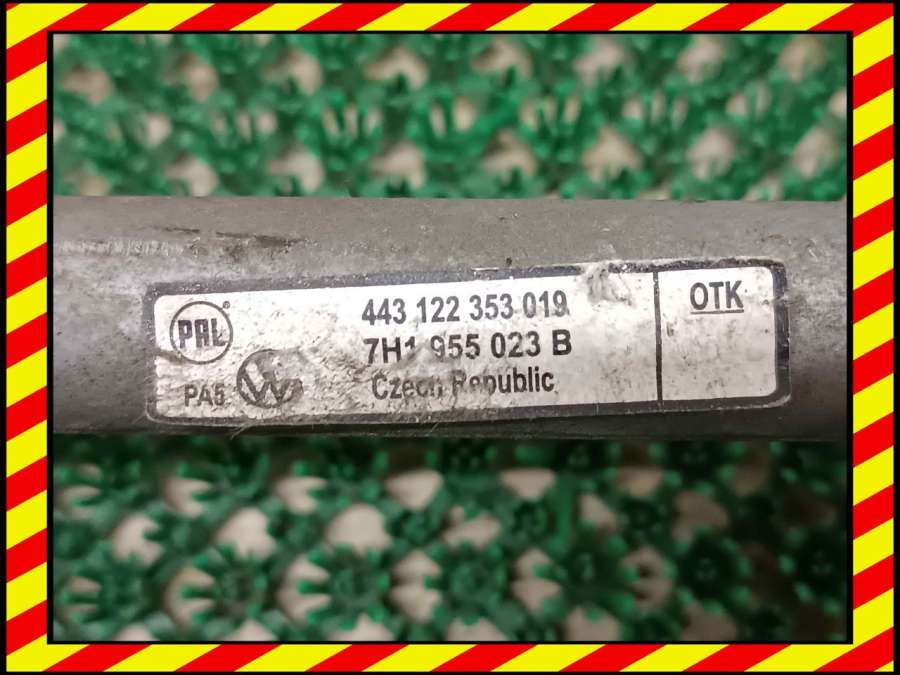 PAL®
443 122 353 019
OTK
7H1 955 023 B
PA5
Czech Republic